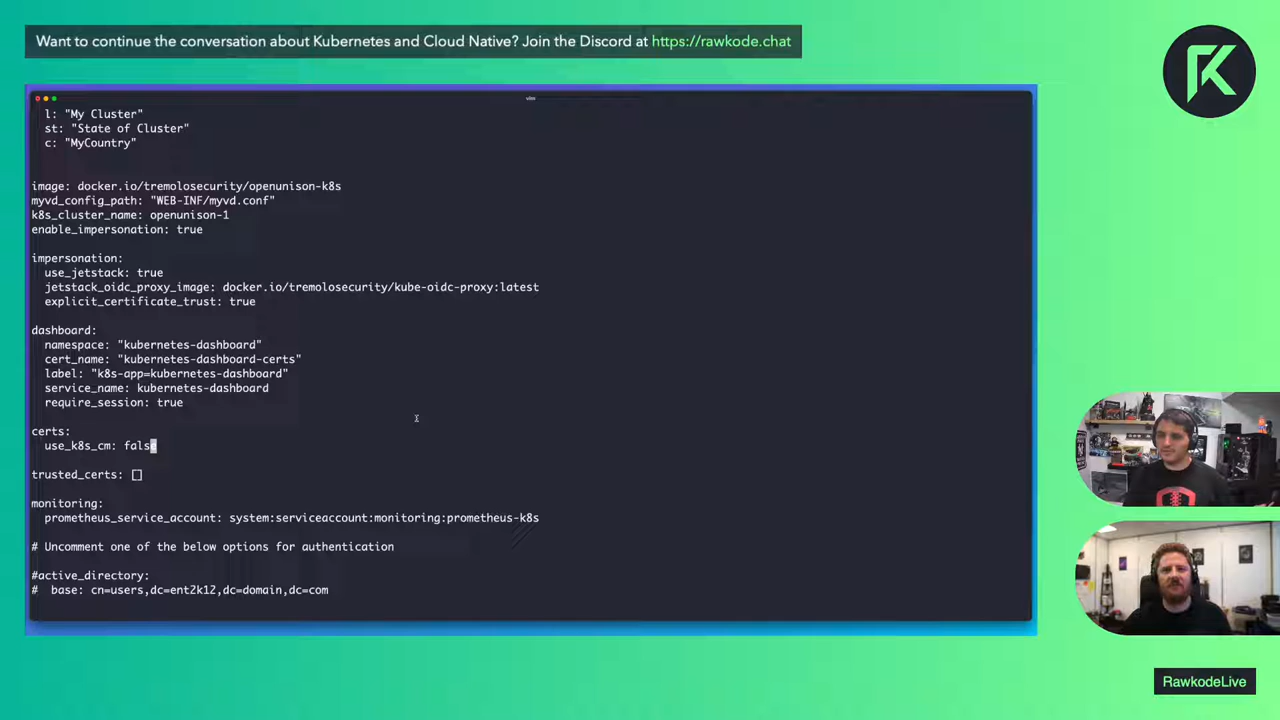 Want to continue the conversation about Kubernetes and Cloud Native? Join the Discord at https://rawkode.chat
vim
l: "My Cluster"
st: "State of Cluster"
c: "MyCountry"
image: docker.io/tremolosecurity/openunison-k8s
myvd_config_path: "WEB-INF/myvd.conf"
k8s_cluster_name: openunison-1
enable_impersonation: true
impersonation:
use_jetstack: true
jetstack_oidc_proxy_image: docker.io/tremolosecurity/kube-oidc-proxy:latest
explicit_certificate_trust: true
dashboard:
namespace: "kubernetes-dashboard"
cert_name: "kubernetes-dashboard-certs"
label: "k8s-app=kubernetes-dashboard"
service_name: kubernetes-dashboard
require_session: true
certs:
use_k8s_cm: false
trusted_certs: []
monitoring:
prometheus_service_account: system:serviceaccount:monitoring:prometheus-k8s
# Uncomment one of the below options for authentication
#active_directory:
#  base: cn=users,dc=ent2k12,dc=domain,dc=com
RawkodeLive